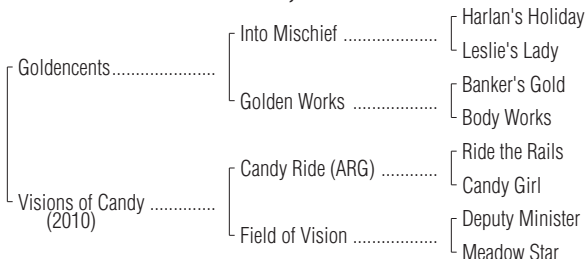 Harlan's Holiday
Into Mischief ....................
Leslie's Lady
Goldencents......................
Banker's Gold
Golden Works ..................
Body Works
Ride the Rails
Candy Ride (ARG) ............
Candy Girl
Visions of Candy ..............
(2010)
Deputy Minister
Field of Vision ..................
Meadow Star